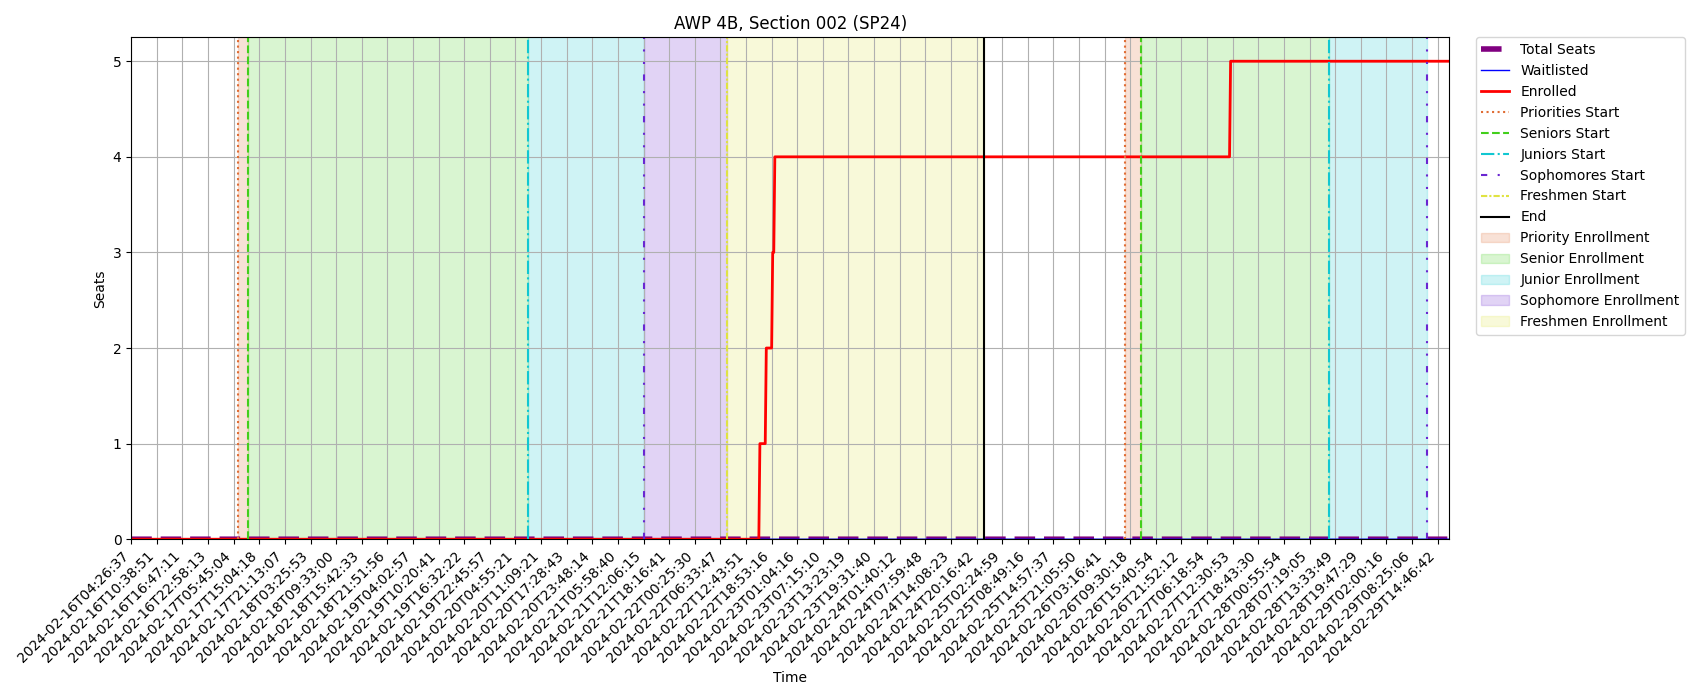 AWP 4B, Section 002 (SP24)
Seats
5
4
3
2
1
0
2024-02-16T04:26:37
2024-02-16T10:38:51
2024-02-16T16:47:11
2024-02-16T22:58:13
2024-02-17T05:45:04
2024-02-17T15:04:18
2024-02-17T21:13:07
2024-02-18T03:25:53
2024-02-18T09:33:00
2024-02-18T15:42:33
2024-02-18T21:51:56
2024-02-19T04:02:57
2024-02-19T10:20:41
2024-02-19T16:32:22
2024-02-19T22:45:57
2024-02-20T04:55:21
2024-02-20T11:09:21
2024-02-20T17:28:43
2024-02-20T23:48:14
2024-02-21T05:58:40
2024-02-21T12:06:15
2024-02-21T18:16:41
2024-02-22T00:25:30
2024-02-22T06:33:47
2024-02-22T12:43:51
2024-02-22T18:53:16
2024-02-23T01:04:16
2024-02-23T07:15:10
2024-02-23T13:23:19
2024-02-23T19:31:40
2024-02-24T01:40:12
2024-02-24T07:59:48
2024-02-24T14:08:23
2024-02-24T20:16:42
2024-02-25T02:24:59
2024-02-25T08:49:16
2024-02-25T14:57:37
2024-02-25T21:05:50
2024-02-26T03:16:41
2024-02-26T09:30:18
2024-02-26T15:40:54
2024-02-26T21:52:12
2024-02-27T06:18:54
2024-02-27T12:30:53
2024-02-27T18:43:30
2024-02-28T00:55:54
2024-02-28T07:19:05
2024-02-28T13:33:49
2024-02-28T19:47:29
2024-02-29T02:00:16
2024-02-29T08:25:06
2024-02-29T14:46:42
Time
Total Seats
Waitlisted
Enrolled
Priorities Start
Seniors Start
Juniors Start
Sophomores Start
Freshmen Start
End
Priority Enrollment
Senior Enrollment
Junior Enrollment
Sophomore Enrollment
Freshmen Enrollment